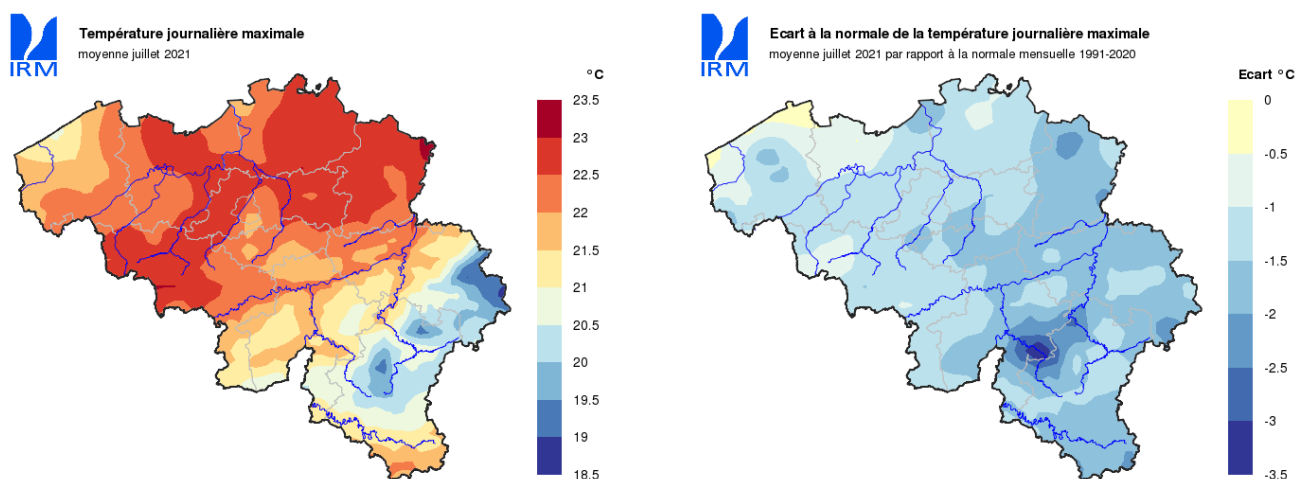 IRM
Température journalière maximale
moyenne juillet 2021
°C
23.5
23
22.5
22
21.5
21
20.5
20
19.5
19
18.5
IRM
Ecart à la normale de la température journalière maximale
moyenne juillet 2021 par rapport à la normale mensuelle 1991-2020
Ecart °C
0
-0.5
-1
-1.5
-2
-2.5
-3
-3.5